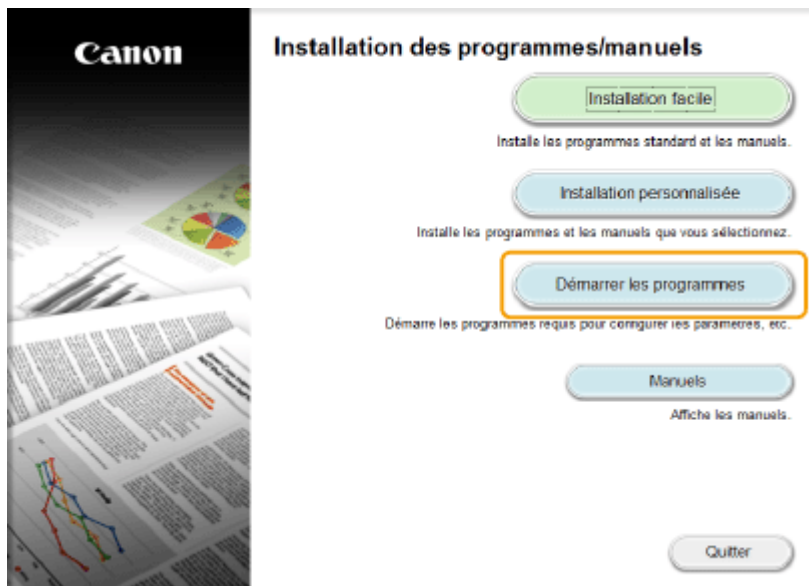 Canon
Installation des programmes/manuels
Installation facile
Installe les programmes standard et les manuels.
Installation personnalisée
Installe les programmes et les manuels que vous sélectionnez.
Démarrer les programmes
Démarre les programmes requis pour configurer les paramètres, etc.
Manuels
Affiche les manuels.
Quitter